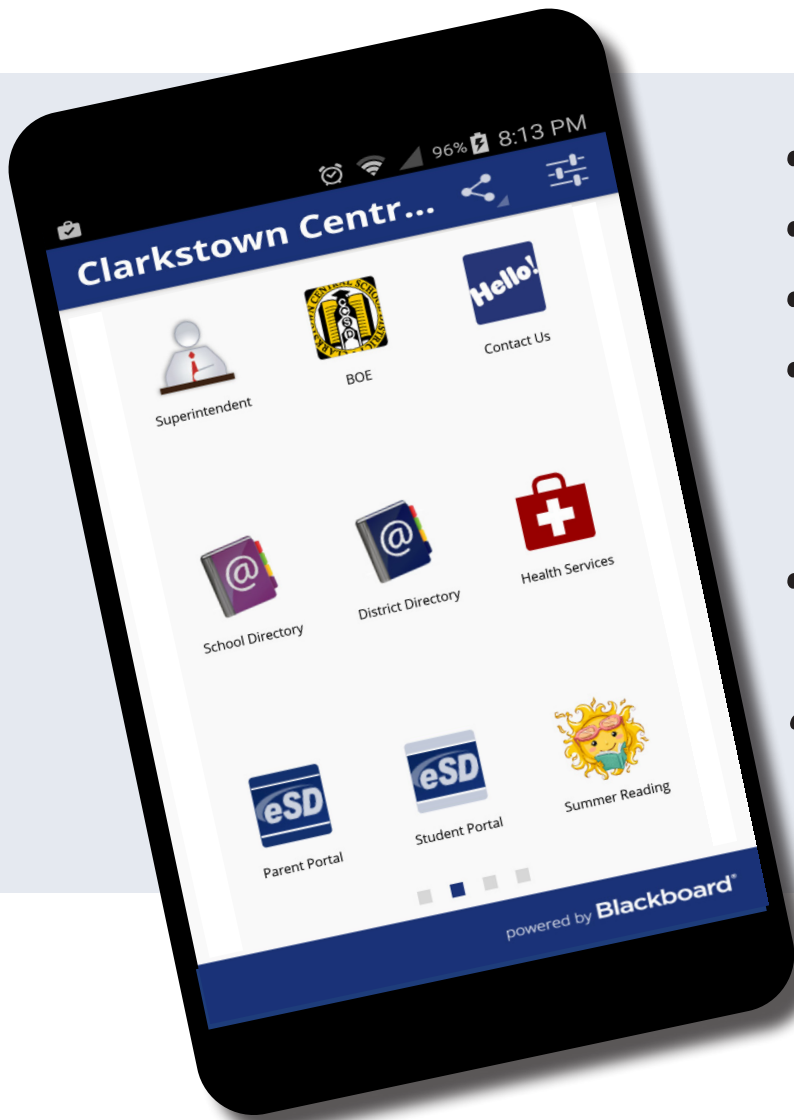 96% 8:13 PM
Clarkstown Centr...
Superintendent
BOE
Hello!
Contact Us
School Directory
@
District Directory
@
Health Services
eSD
Parent Portal
eSD
Student Portal
Summer Reading
powered by Blackboard